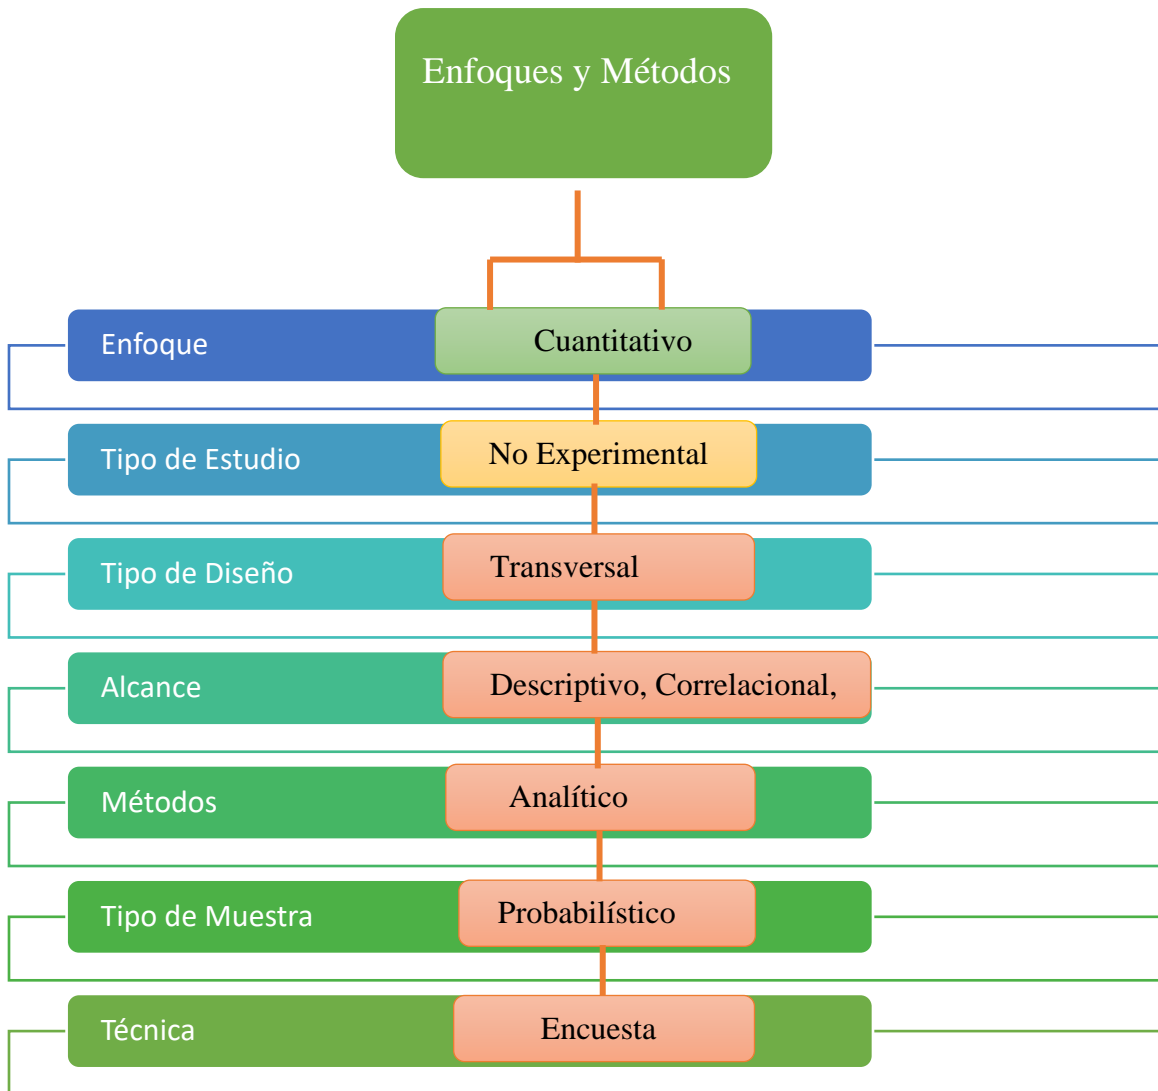 Enfoques y Métodos
Enfoque
Cuantitativo
Tipo de Estudio
No Experimental
Tipo de Diseño
Transversal
Alcance
Descriptivo, Correlacional,
Métodos
Analítico
Tipo de Muestra
Probabilístico
Técnica
Encuesta